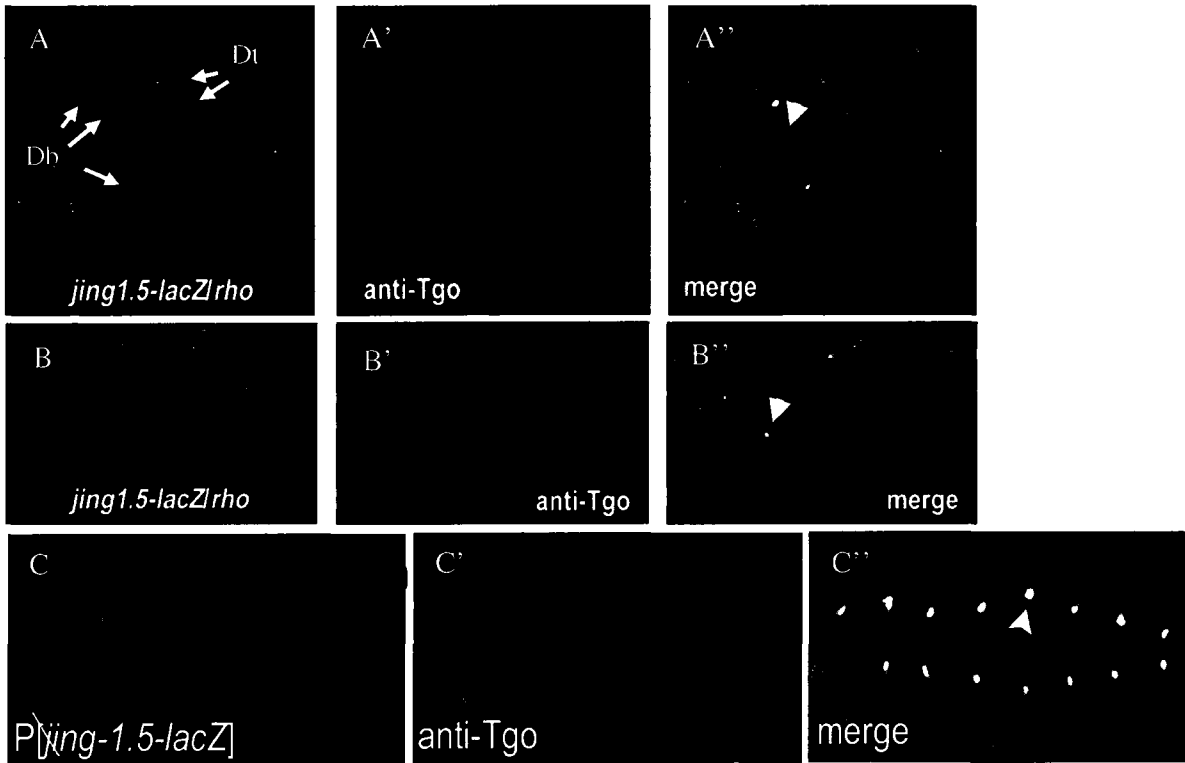 A
Dt
Db
jing1.5-lacZ/rho
A'
anti-Tgo
A''
merge
B
jing1.5-lacZ/rho
B'
anti-Tgo
B''
merge
C
P[jing-1.5-lacZ]
C'
anti-Tgo
C''
merge